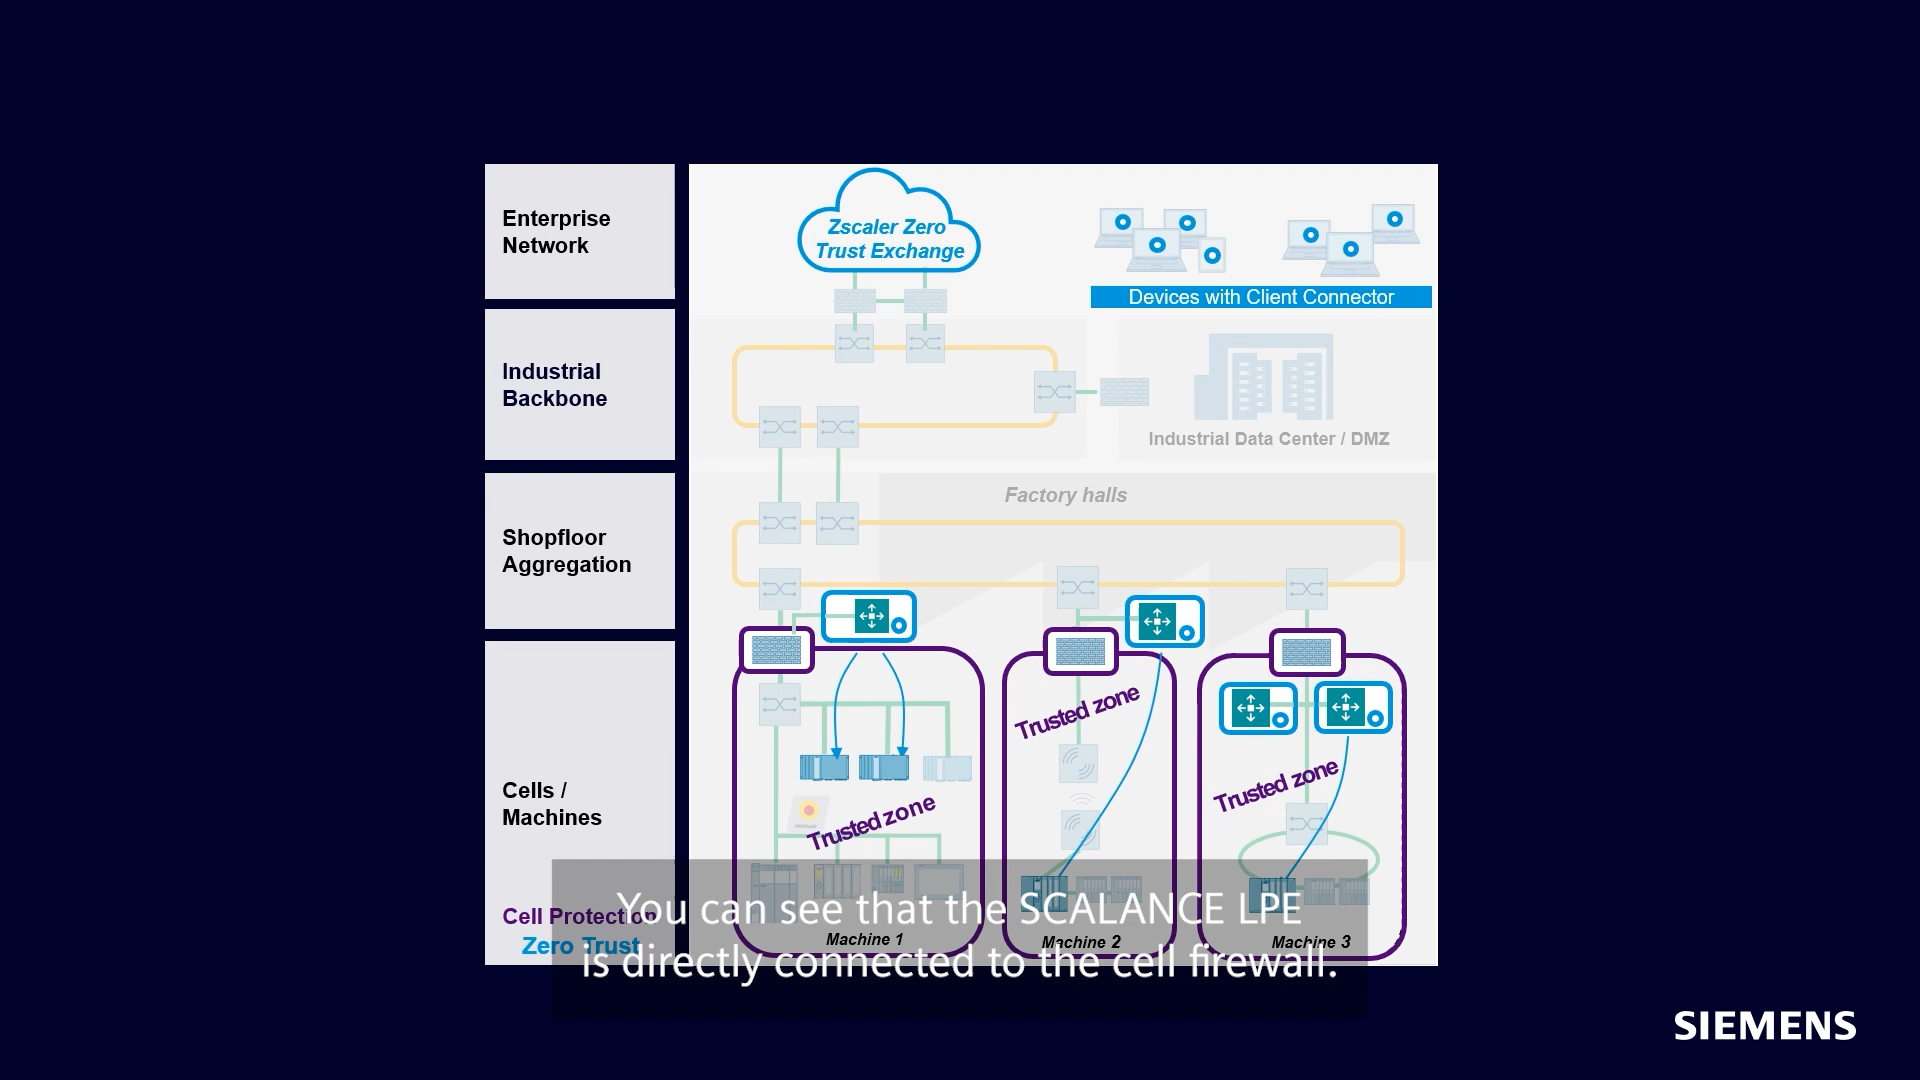 Enterprise
Network
Zscaler Zero
Trust Exchange
Devices with Client Connector
Industrial
Backbone
Industrial Data Center / DMZ
Shopfloor
Aggregation
Factory halls
Cells /
Machines
Trusted zone
Trusted zone
Trusted zone
Cell Protection
Zero Trust
Machine 1
Machine 2
Machine 3
You can see that the SCALANCE LPE
is directly connected to the cell firewall.
SIEMENS